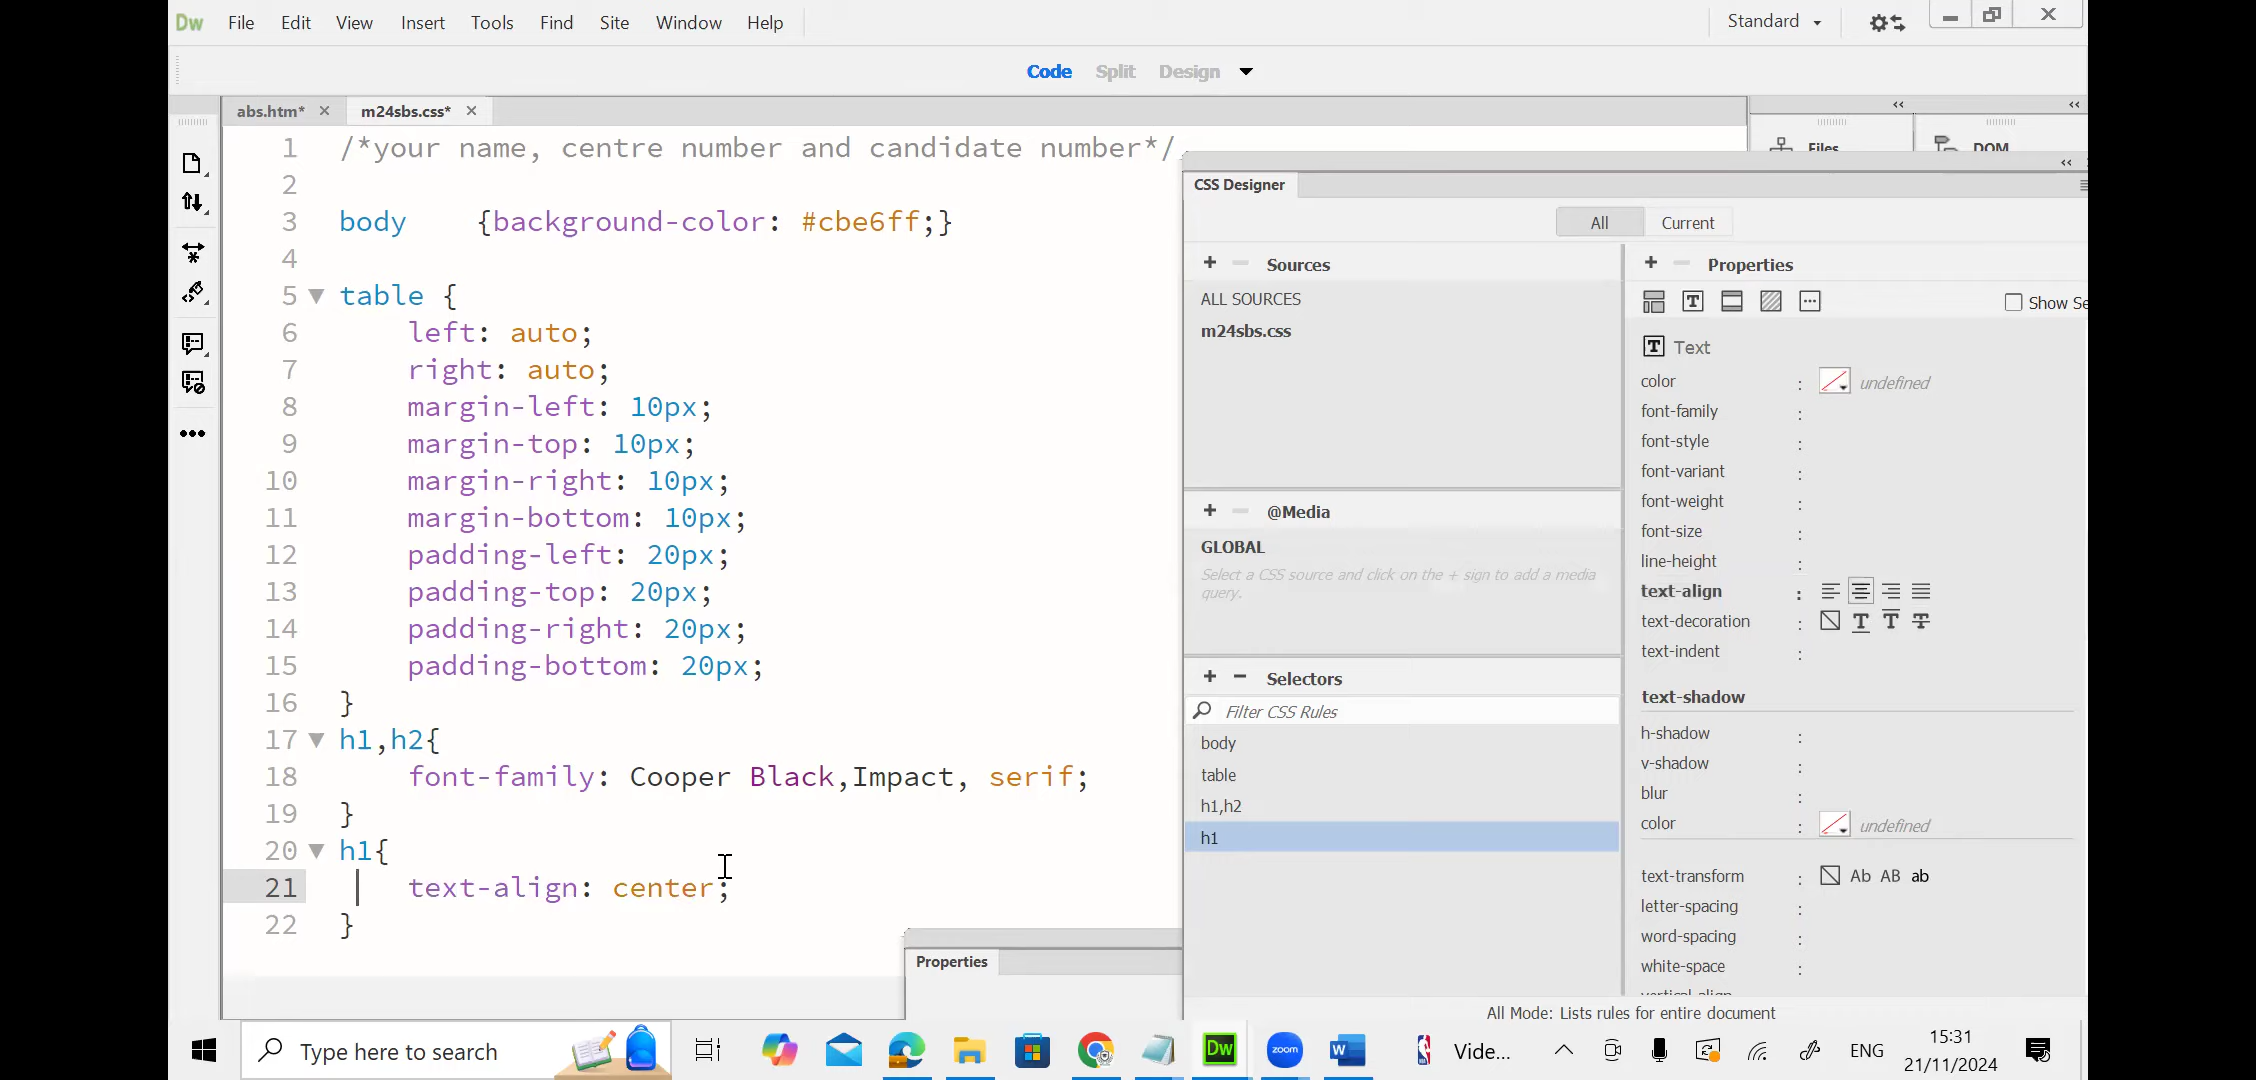 Dw File Edit View Insert Tools Find Site Window Help
Standard
Code Split Design
abs.htm* m24sbs.css*
Files DOM
1 /*your name, centre number and candidate number*/
2
3 body    {background-color: #cbe6ff;}
4
5 table {
6 left: auto;
7 right: auto;
8 margin-left: 10px;
9 margin-top: 10px;
10 margin-right: 10px;
11 margin-bottom: 10px;
12 padding-left: 20px;
13 padding-top: 20px;
14 padding-right: 20px;
15 padding-bottom: 20px;
16 }
17 h1,h2{
18 font-family: Cooper Black,Impact, serif;
19 }
20 h1{
21 text-align: center;
22 }
Properties
CSS Designer
All Current
+ Sources
ALL SOURCES
m24sbs.css
+ @Media
GLOBAL
Select a CSS source and click on the + sign to add a media
query.
+ Selectors
Filter CSS Rules
body
table
h1,h2
h1
+ Properties
Show Se
Text
color : undefined
font-family :
font-style :
font-variant :
font-weight :
font-size :
line-height :
text-align :
text-decoration :
text-indent :
text-shadow
h-shadow :
v-shadow :
blur :
color : undefined
text-transform : Ab AB ab
letter-spacing :
word-spacing :
white-space :
vertical-align
All Mode: Lists rules for entire document
Type here to search
Dw
zoom
W
Vide...
ENG
15:31
21/11/2024